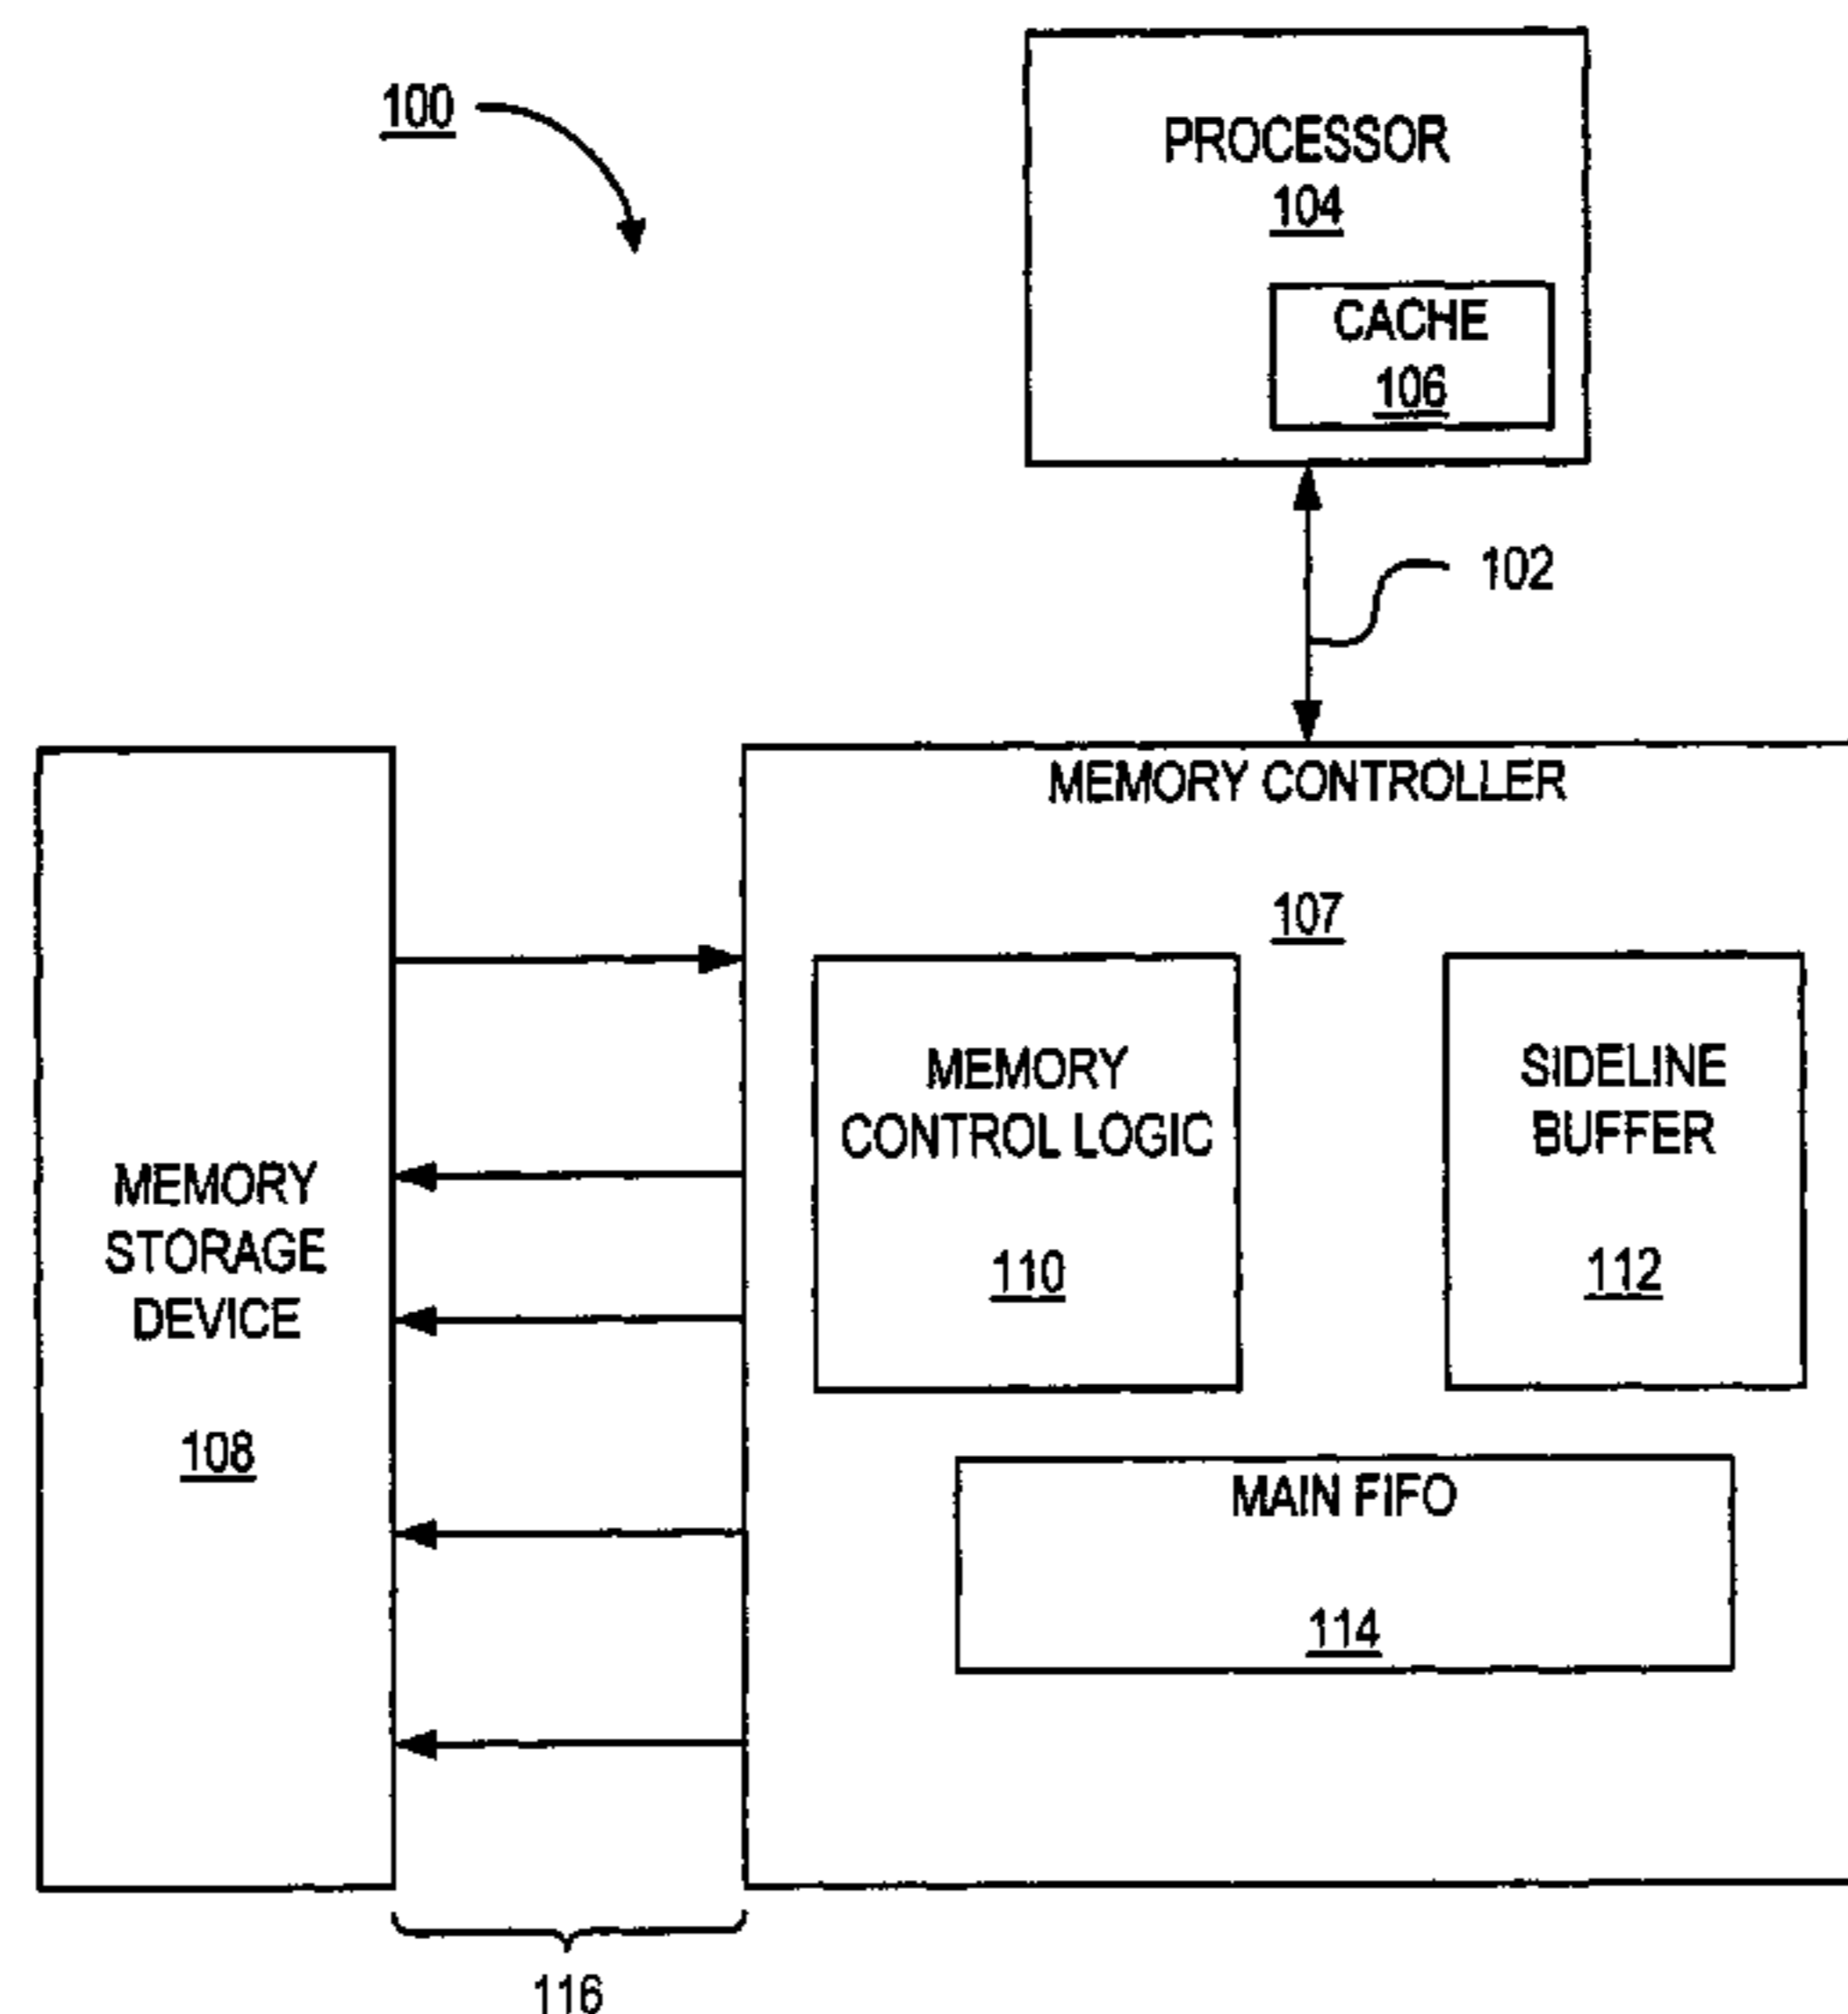 100
PROCESSOR
104
CACHE
106
102
MEMORY CONTROLLER
107
MEMORY
CONTROL LOGIC
110
SIDELINE
BUFFER
112
MEMORY
STORAGE
DEVICE
108
MAIN FIFO
114
116